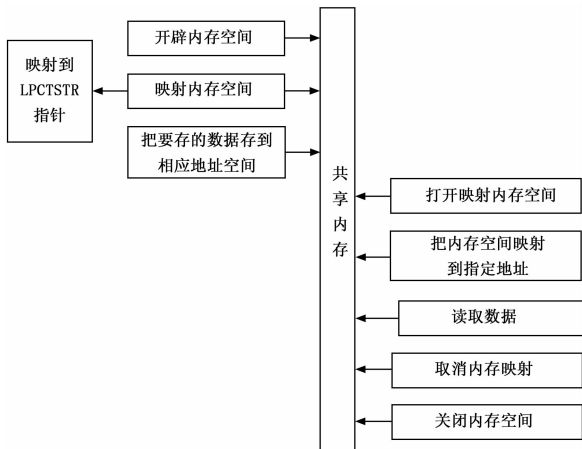 开辟内存空间
映射到
LPCTSTR
指针
映射内存空间
把要存的数据存到
相应地址空间
共享内存
打开映射内存空间
把内存空间映射
到指定地址
读取数据
取消内存映射
关闭内存空间